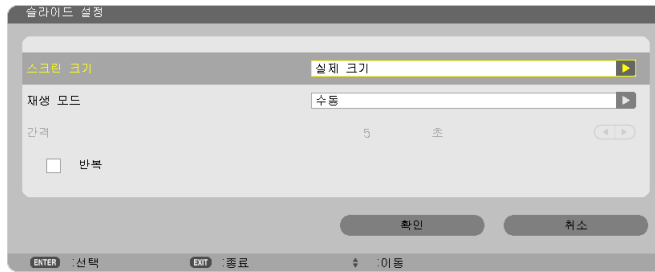 슬라이드 설정
스크린 크기 실제 크기
재생 모드 수동
간격 5 초
반복
확인 취소
ENTER :선택 EXIT :종료 :이동